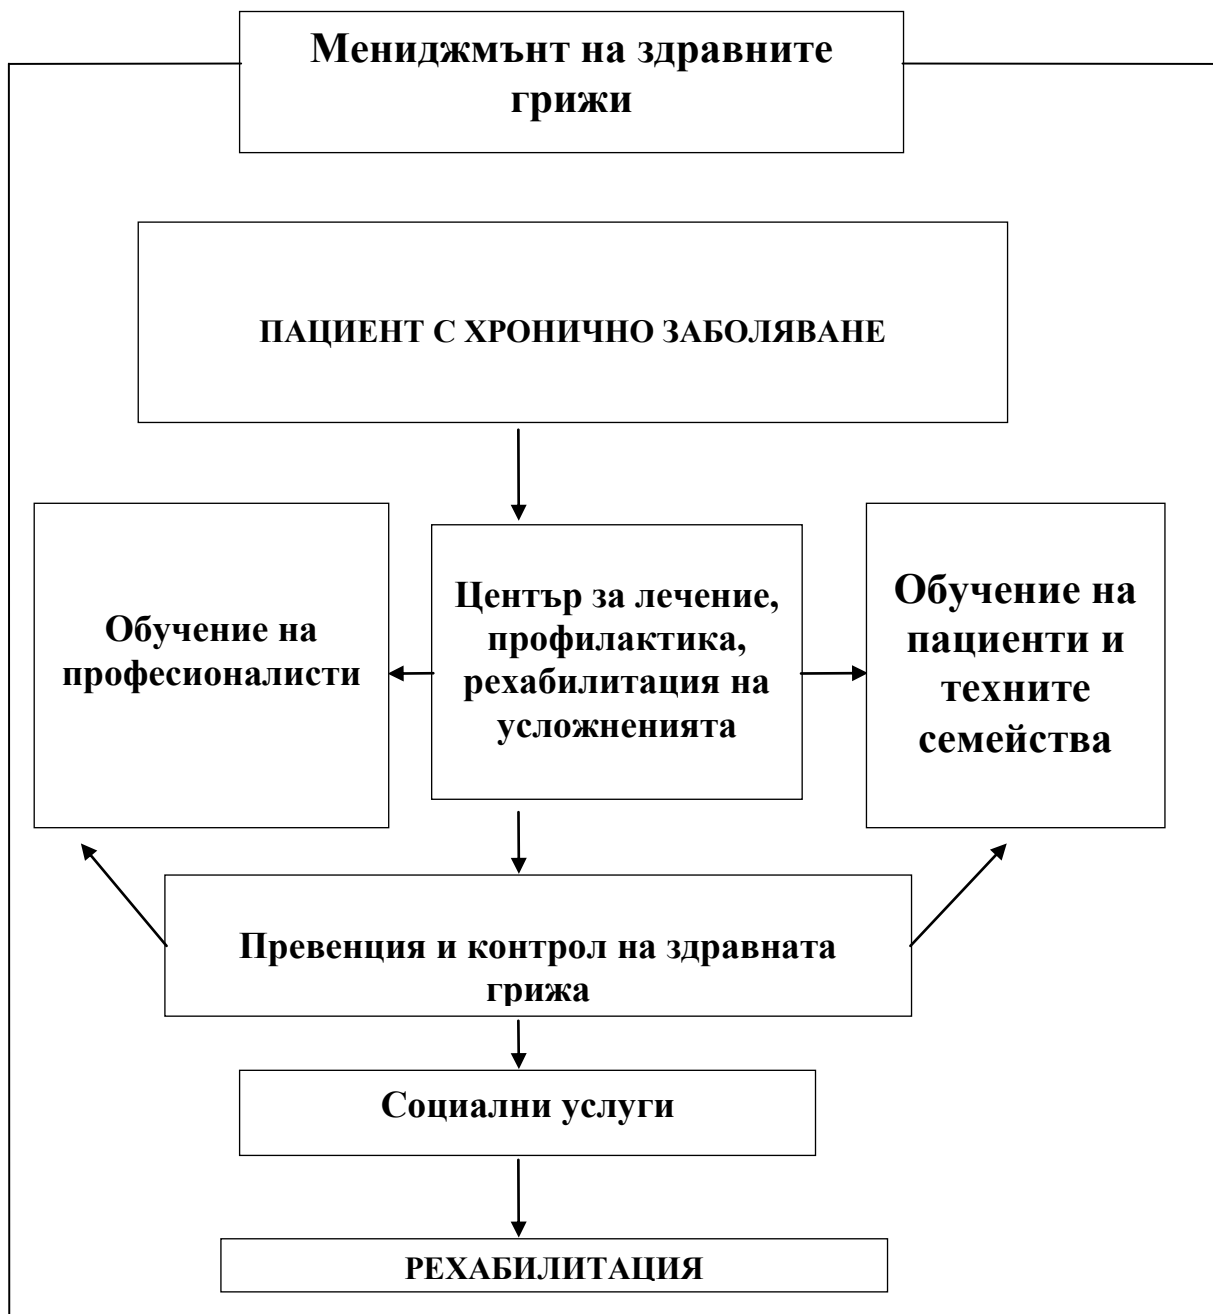 Мениджмънт на здравните
грижи
ПАЦИЕНТ С ХРОНИЧНО ЗАБОЛЯВАНЕ
Обучение на
професионалисти
Център за лечение,
профилактика,
рехабилитация на
усложненията
Обучение на
пациенти и
техните
семейства
Превенция и контрол на здравната
грижа
Социални услуги
РЕХАБИЛИТАЦИЯ